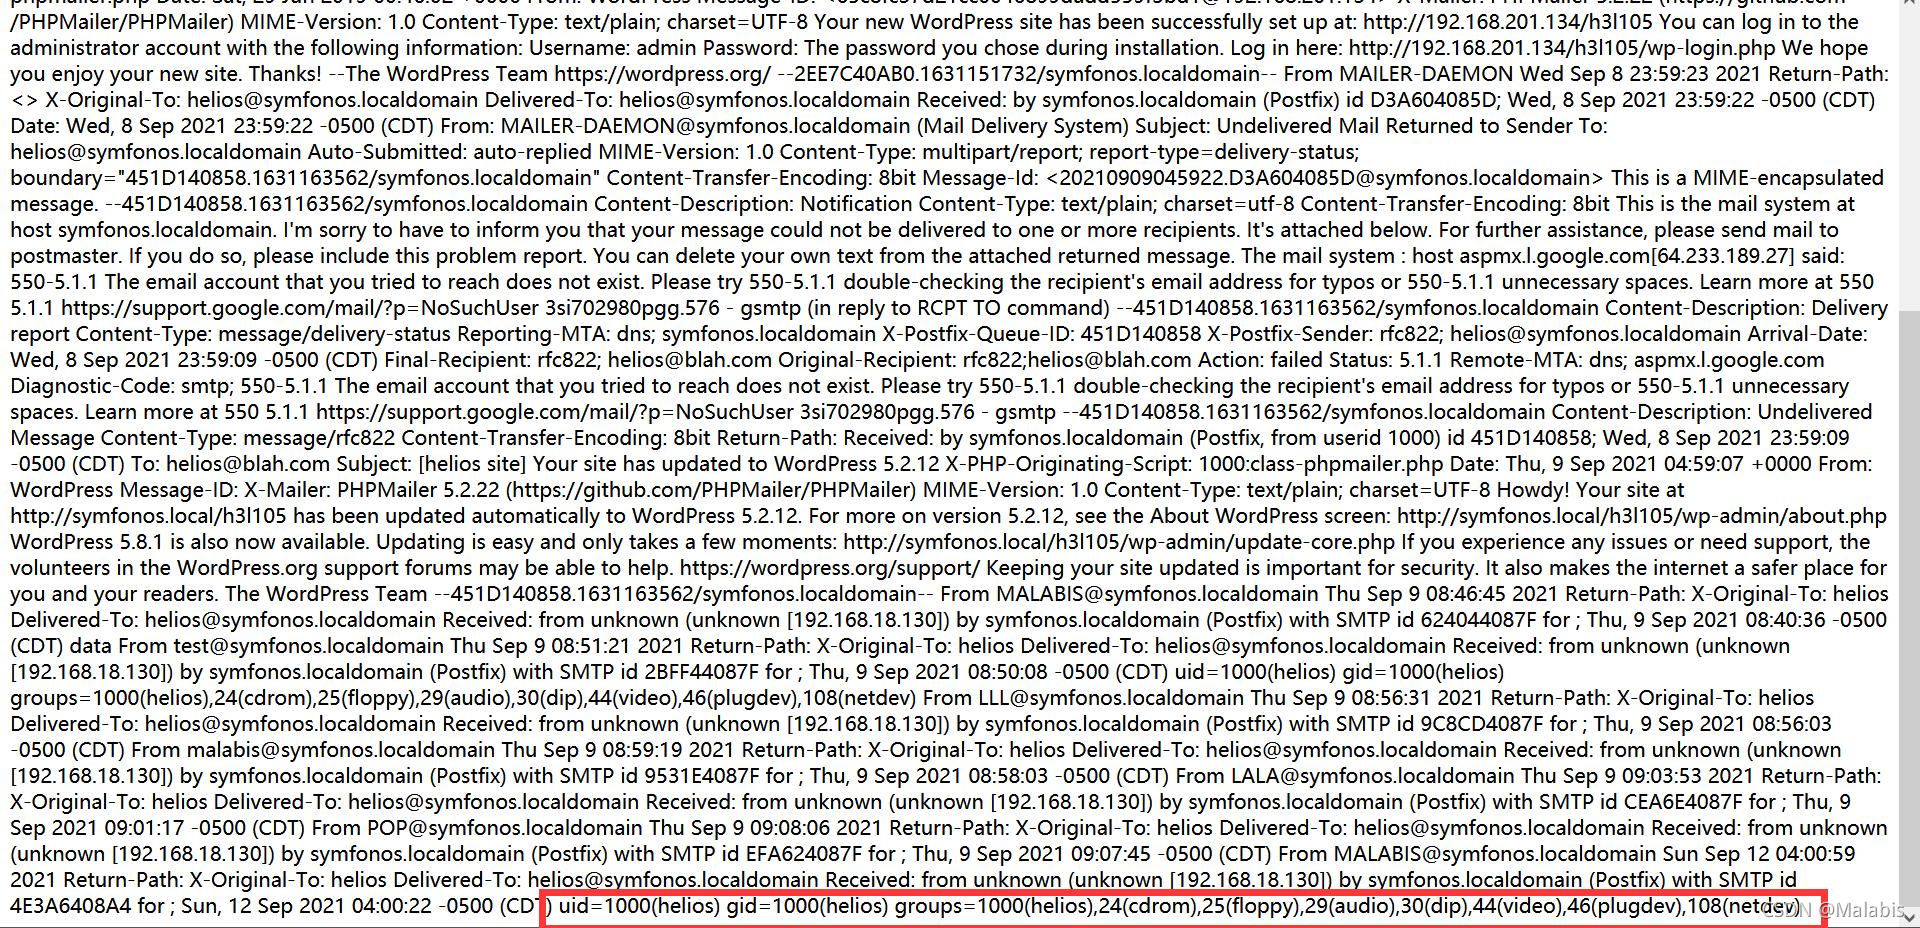 /PHPMailer/PHPMailer) MIME-Version: 1.0 Content-Type: text/plain; charset=UTF-8 Your new WordPress site has been successfully set up at: http://192.168.201.134/h3l105 You can log in to the
administrator account with the following information: Username: admin Password: The password you chose during installation. Log in here: http://192.168.201.134/h3l105/wp-login.php We hope
you enjoy your new site. Thanks! --The WordPress Team https://wordpress.org/ --2EE7C40AB0.1631151732/symfonos.localdomain-- From MAILER-DAEMON Wed Sep 8 23:59:23 2021 Return-Path:
<> X-Original-To: helios@symfonos.localdomain Delivered-To: helios@symfonos.localdomain Received: by symfonos.localdomain (Postfix) id D3A604085D; Wed, 8 Sep 2021 23:59:22 -0500 (CDT)
Date: Wed, 8 Sep 2021 23:59:22 -0500 (CDT) From: MAILER-DAEMON@symfonos.localdomain (Mail Delivery System) Subject: Undelivered Mail Returned to Sender To:
helios@symfonos.localdomain Auto-Submitted: auto-replied MIME-Version: 1.0 Content-Type: multipart/report; report-type=delivery-status;
boundary="451D140858.1631163562/symfonos.localdomain" Content-Transfer-Encoding: 8bit Message-Id: <20210909045922.D3A604085D@symfonos.localdomain> This is a MIME-encapsulated
message. --451D140858.1631163562/symfonos.localdomain Content-Description: Notification Content-Type: text/plain; charset=utf-8 Content-Transfer-Encoding: 8bit This is the mail system at
host symfonos.localdomain. I'm sorry to have to inform you that your message could not be delivered to one or more recipients. It's attached below. For further assistance, please send mail to
postmaster. If you do so, please include this problem report. You can delete your own text from the attached returned message. The mail system : host aspmx.l.google.com[64.233.189.27] said:
550-5.1.1 The email account that you tried to reach does not exist. Please try 550-5.1.1 double-checking the recipient's email address for typos or 550-5.1.1 unnecessary spaces. Learn more at 550
5.1.1 https://support.google.com/mail/?p=NoSuchUser 3si702980pgg.576 - gsmtp (in reply to RCPT TO command) --451D140858.1631163562/symfonos.localdomain Content-Description: Delivery
report Content-Type: message/delivery-status Reporting-MTA: dns; symfonos.localdomain X-Postfix-Queue-ID: 451D140858 X-Postfix-Sender: rfc822; helios@symfonos.localdomain Arrival-Date:
Wed, 8 Sep 2021 23:59:09 -0500 (CDT) Final-Recipient: rfc822; helios@blah.com Original-Recipient: rfc822;helios@blah.com Action: failed Status: 5.1.1 Remote-MTA: dns; aspmx.l.google.com
Diagnostic-Code: smtp; 550-5.1.1 The email account that you tried to reach does not exist. Please try 550-5.1.1 double-checking the recipient's email address for typos or 550-5.1.1 unnecessary
spaces. Learn more at 550 5.1.1 https://support.google.com/mail/?p=NoSuchUser 3si702980pgg.576 - gsmtp --451D140858.1631163562/symfonos.localdomain Content-Description: Undelivered
Message Content-Type: message/rfc822 Content-Transfer-Encoding: 8bit Return-Path: Received: by symfonos.localdomain (Postfix, from userid 1000) id 451D140858; Wed, 8 Sep 2021 23:59:09
-0500 (CDT) To: helios@blah.com Subject: [helios site] Your site has updated to WordPress 5.2.12 X-PHP-Originating-Script: 1000:class-phpmailer.php Date: Thu, 9 Sep 2021 04:59:07 +0000 From:
WordPress Message-ID: X-Mailer: PHPMailer 5.2.22 (https://github.com/PHPMailer/PHPMailer) MIME-Version: 1.0 Content-Type: text/plain; charset=UTF-8 Howdy! Your site at
http://symfonos.local/h3l105 has been updated automatically to WordPress 5.2.12. For more on version 5.2.12, see the About WordPress screen: http://symfonos.local/h3l105/wp-admin/about.php
WordPress 5.8.1 is also now available. Updating is easy and only takes a few moments: http://symfonos.local/h3l105/wp-admin/update-core.php If you experience any issues or need support, the
volunteers in the WordPress.org support forums may be able to help. https://wordpress.org/support/ Keeping your site updated is important for security. It also makes the internet a safer place for
you and your readers. The WordPress Team --451D140858.1631163562/symfonos.localdomain-- From MALABIS@symfonos.localdomain Thu Sep 9 08:46:45 2021 Return-Path: X-Original-To: helios
Delivered-To: helios@symfonos.localdomain Received: from unknown (unknown [192.168.18.130]) by symfonos.localdomain (Postfix) with SMTP id 624044087F for ; Thu, 9 Sep 2021 08:40:36 -0500
(CDT) data From test@symfonos.localdomain Thu Sep 9 08:51:21 2021 Return-Path: X-Original-To: helios Delivered-To: helios@symfonos.localdomain Received: from unknown (unknown
[192.168.18.130]) by symfonos.localdomain (Postfix) with SMTP id 2BFF44087F for ; Thu, 9 Sep 2021 08:50:08 -0500 (CDT) uid=1000(helios) gid=1000(helios)
groups=1000(helios),24(cdrom),25(floppy),29(audio),30(dip),44(video),46(plugdev),108(netdev) From LLL@symfonos.localdomain Thu Sep 9 08:56:31 2021 Return-Path: X-Original-To: helios
Delivered-To: helios@symfonos.localdomain Received: from unknown (unknown [192.168.18.130]) by symfonos.localdomain (Postfix) with SMTP id 9C8CD4087F for ; Thu, 9 Sep 2021 08:56:03
-0500 (CDT) From malabis@symfonos.localdomain Thu Sep 9 08:59:19 2021 Return-Path: X-Original-To: helios Delivered-To: helios@symfonos.localdomain Received: from unknown (unknown
[192.168.18.130]) by symfonos.localdomain (Postfix) with SMTP id 9531E4087F for ; Thu, 9 Sep 2021 08:58:03 -0500 (CDT) From LALA@symfonos.localdomain Thu Sep 9 09:03:53 2021 Return-Path:
X-Original-To: helios Delivered-To: helios@symfonos.localdomain Received: from unknown (unknown [192.168.18.130]) by symfonos.localdomain (Postfix) with SMTP id CEA6E4087F for ; Thu, 9
Sep 2021 09:01:17 -0500 (CDT) From POP@symfonos.localdomain Thu Sep 9 09:08:06 2021 Return-Path: X-Original-To: helios Delivered-To: helios@symfonos.localdomain Received: from unknown
(unknown [192.168.18.130]) by symfonos.localdomain (Postfix) with SMTP id EFA624087F for ; Thu, 9 Sep 2021 09:07:45 -0500 (CDT) From MALABIS@symfonos.localdomain Sun Sep 12 04:00:59
2021 Return-Path: X-Original-To: helios Delivered-To: helios@symfonos.localdomain Received: from unknown (unknown [192.168.18.130]) by symfonos.localdomain (Postfix) with SMTP id
4E3A6408A4 for ; Sun, 12 Sep 2021 04:00:22 -0500 (CDT) uid=1000(helios) gid=1000(helios) groups=1000(helios),24(cdrom),25(floppy),29(audio),30(dip),44(video),46(plugdev),108(netdev)
CSDN @Malabis